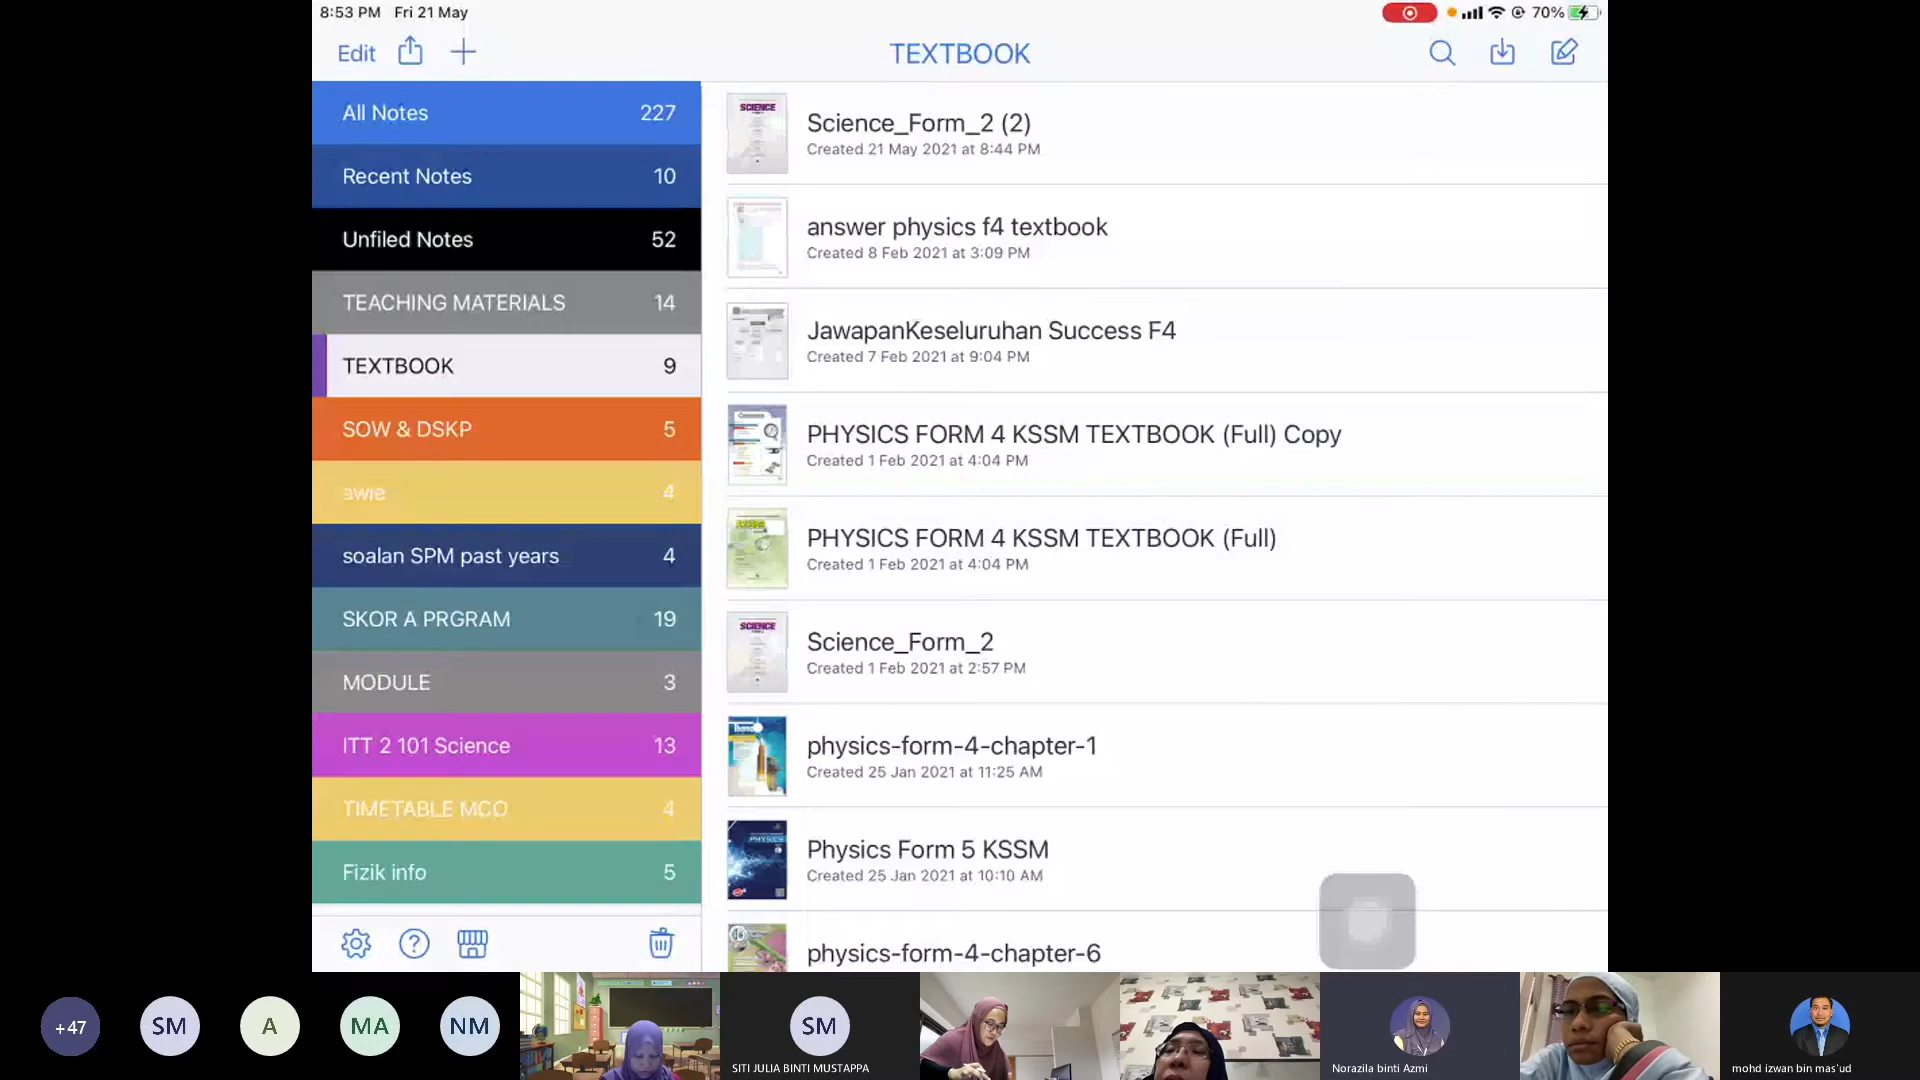 8:53 PM Fri 21 May
70%
Edit
TEXTBOOK
All Notes 227
Recent Notes 10
Unfiled Notes 52
TEACHING MATERIALS 14
TEXTBOOK 9
SOW & DSKP 5
awie 4
soalan SPM past years 4
SKOR A PRGRAM 19
MODULE 3
ITT 2 101 Science 13
TIMETABLE MCO 4
Fizik info 5
SCIENCE
Science_Form_2 (2)
Created 21 May 2021 at 8:44 PM
answer physics f4 textbook
Created 8 Feb 2021 at 3:09 PM
JawapanKeseluruhan Success F4
Created 7 Feb 2021 at 9:04 PM
PHYSICS FORM 4 KSSM TEXTBOOK (Full) Copy
Created 1 Feb 2021 at 4:04 PM
PHYSICS FORM 4 KSSM TEXTBOOK (Full)
Created 1 Feb 2021 at 4:04 PM
SCIENCE
Science_Form_2
Created 1 Feb 2021 at 2:57 PM
physics-form-4-chapter-1
Created 25 Jan 2021 at 11:25 AM
PHYSICS
Physics Form 5 KSSM
Created 25 Jan 2021 at 10:10 AM
physics-form-4-chapter-6
+47
SM
A
MA
NM
SM
SITI JULIA BINTI MUSTAPPA
Norazila binti Azmi
mohd izwan bin mas'ud